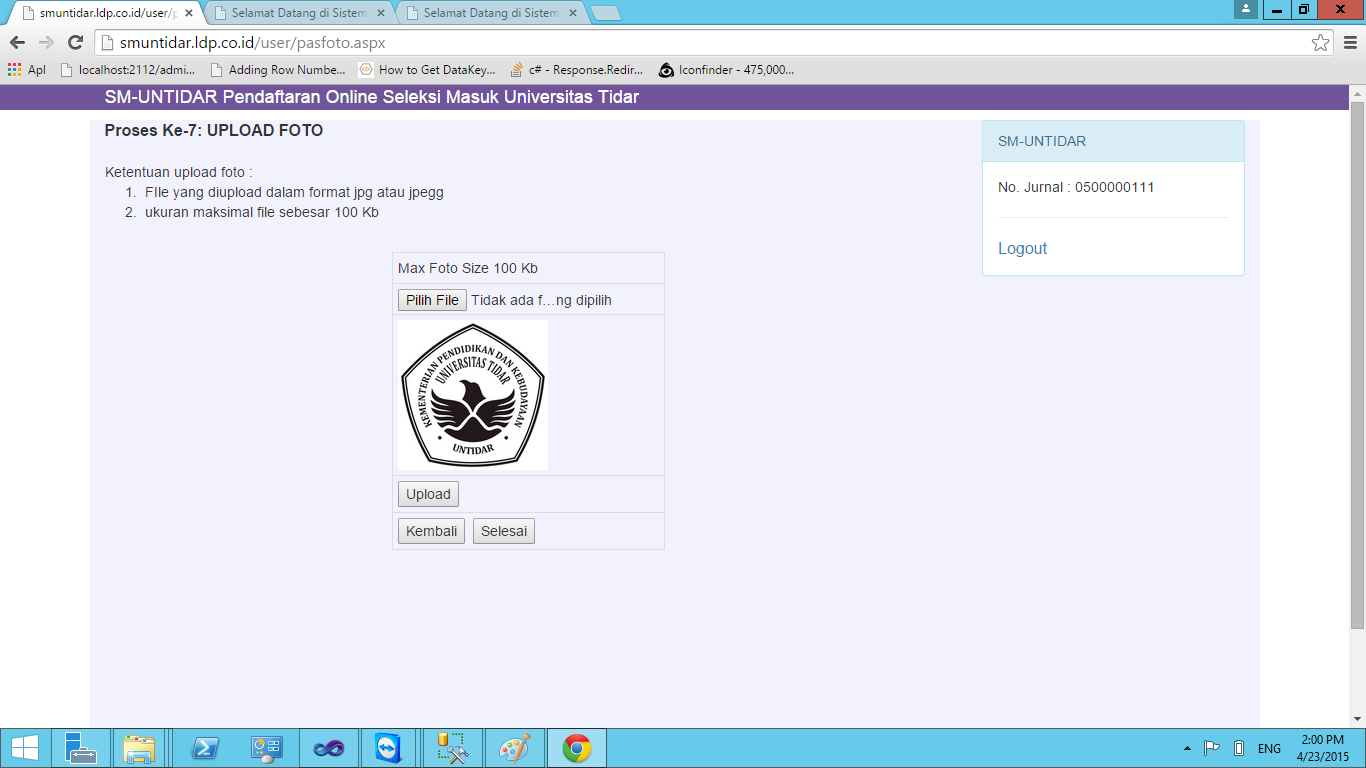 smuntidar.ldp.co.id/user/p
Selamat Datang di Sistem
Selamat Datang di Sistem
smuntidar.ldp.co.id/user/pasfoto.aspx
Apl
localhost:2112/admi...
Adding Row Numbe...
How to Get DataKey...
c# - Response.Redir...
Iconfinder - 475,000...
SM-UNTIDAR Pendaftaran Online Seleksi Masuk Universitas Tidar
Proses Ke-7: UPLOAD FOTO
Ketentuan upload foto :
1. FIle yang diupload dalam format jpg atau jpegg
2. ukuran maksimal file sebesar 100 Kb
SM-UNTIDAR
No. Jurnal : 0500000111
Logout
Max Foto Size 100 Kb
Pilih File Tidak ada f...ng dipilih
KEMENTERIAN PENDIDIKAN DAN KEBUDAYAAN
UNIVERSITAS TIDAR
UNTIDAR
Upload
Kembali Selesai
ENG
2:00 PM
4/23/2015